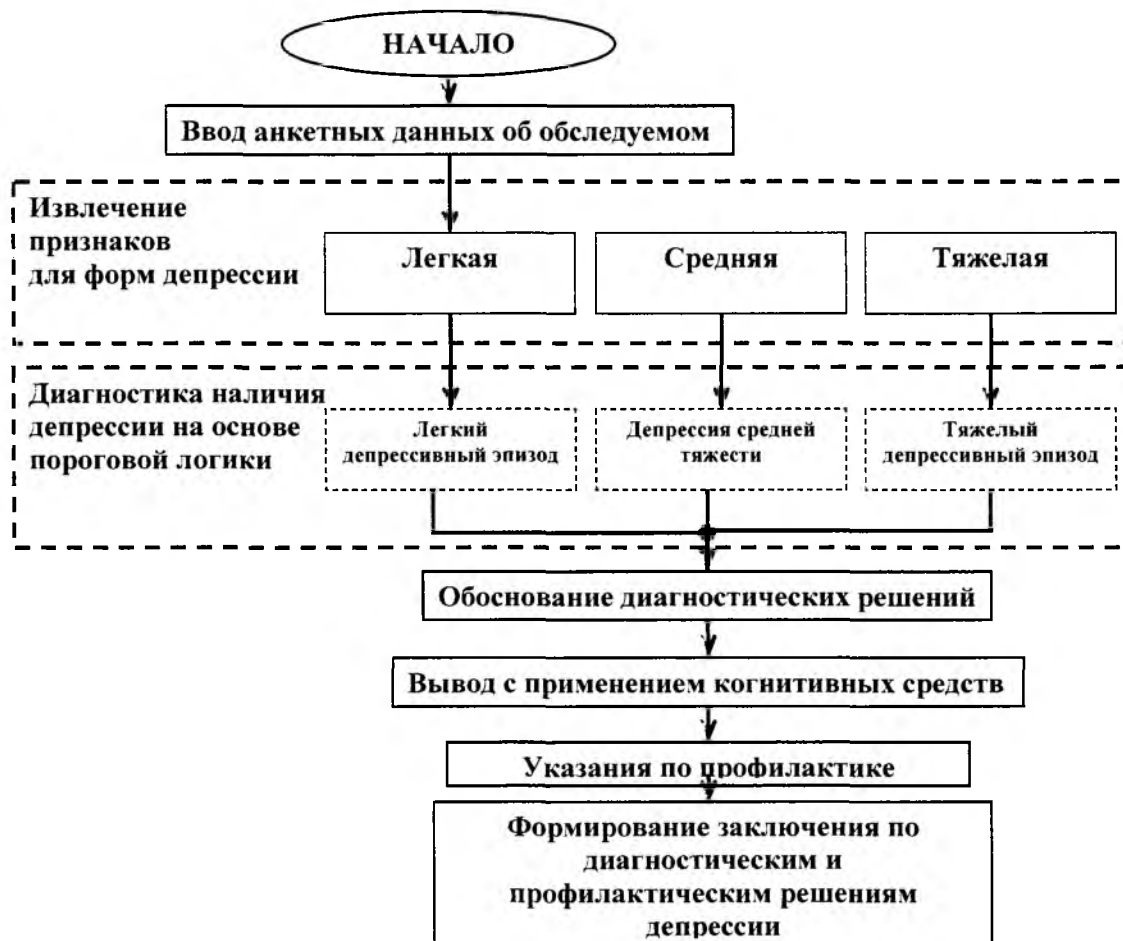 НАЧАЛО
Ввод анкетных данных об обследуемом
Извлечение
признаков
для форм депрессии
Легкая
Средняя
Тяжелая
Диагностика наличия
депрессии на основе
пороговой логики
Легкий
депрессивный эпизод
Депрессия средней
тяжести
Тяжелый
депрессивный эпизод
Обоснование диагностических решений
Вывод с применением когнитивных средств
Указания по профилактике
Формирование заключения по
диагностическим и
профилактическим решениям
депрессии